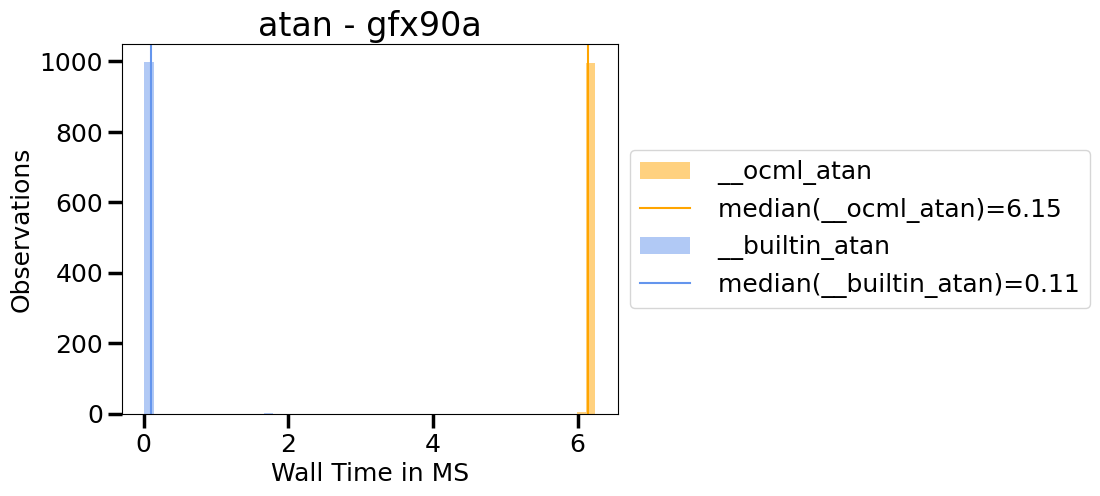 atan - gfx90a
1000
800
600
400
200
0
Observations
0 2 4 6
Wall Time in MS
__ocml_atan
median(__ocml_atan)=6.15
__builtin_atan
median(__builtin_atan)=0.11